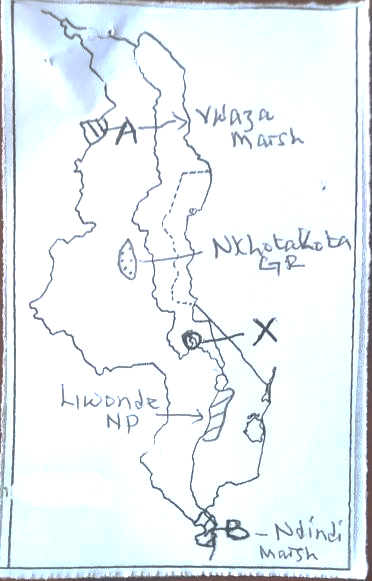 A
Vwaza
Marsh
Nkhotakota
GR
X
Liwonde
NP
B - Ndindi
Marsh